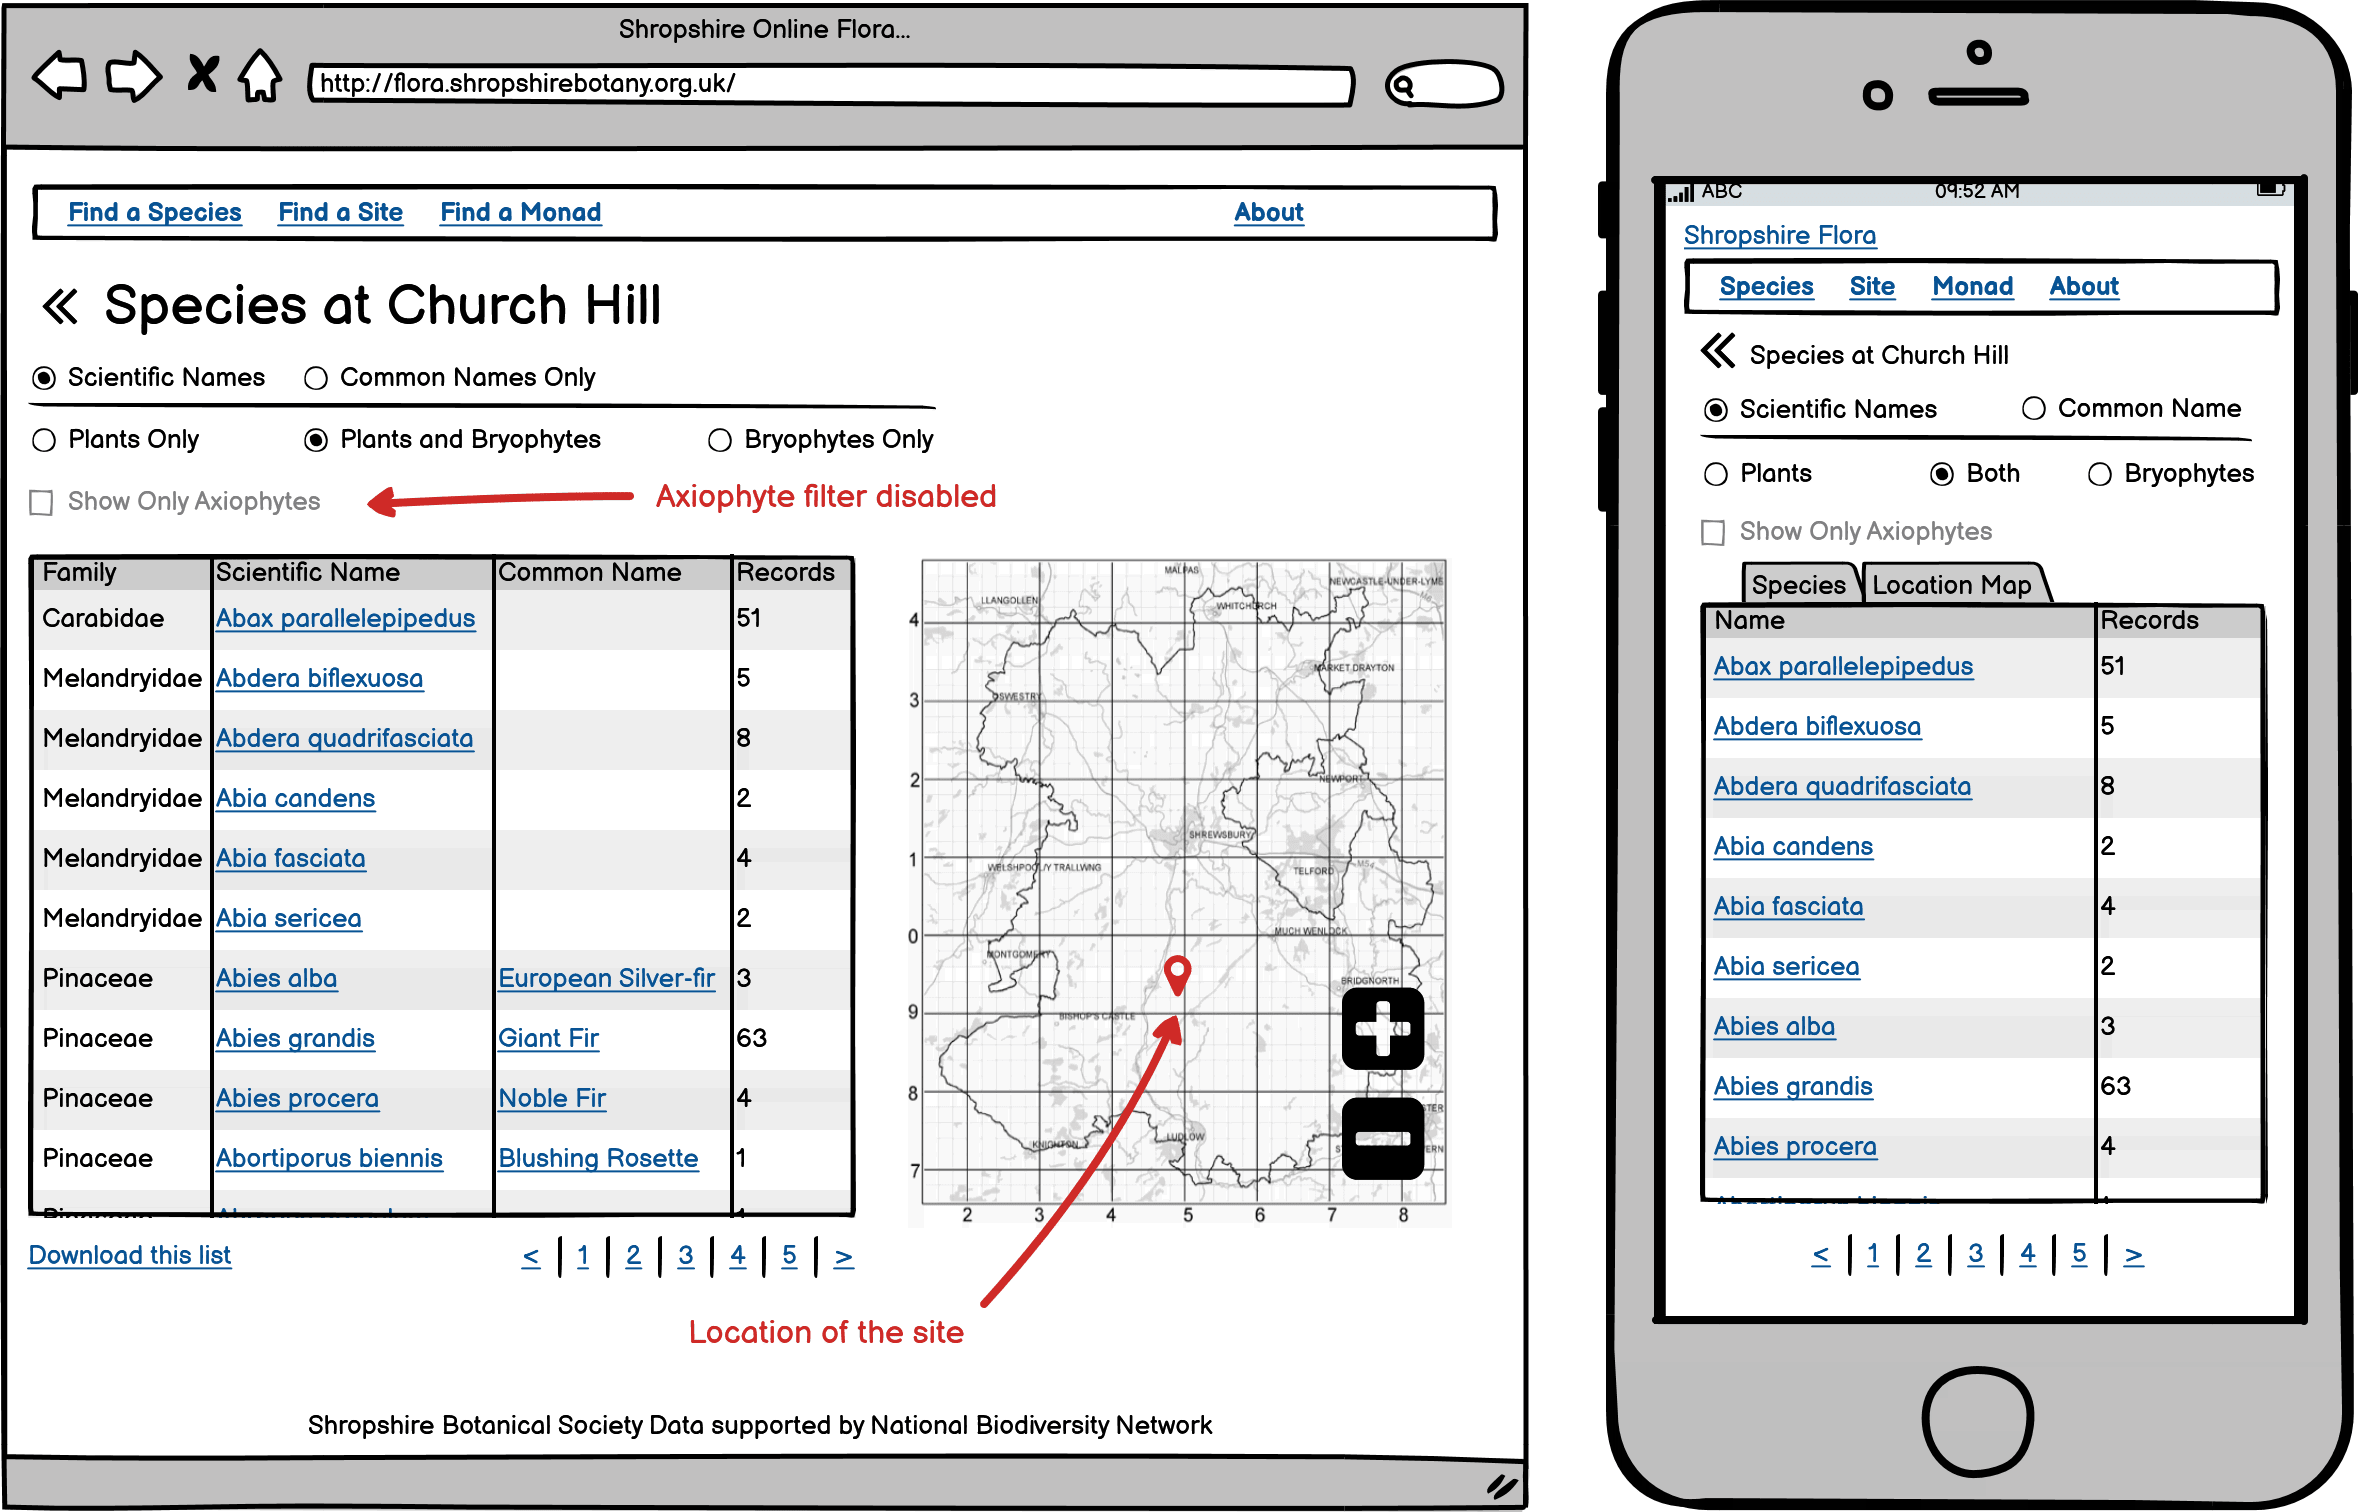 Shropshire Online Flora...
http://flora.shropshirebotany.org.uk/
Find a Species Find a Site Find a Monad About
« Species at Church Hill
Scientific Names Common Names Only
Plants Only Plants and Bryophytes Bryophytes Only
Show Only Axiophytes
Axiophyte filter disabled
Family Scientific Name Common Name Records
Carabidae Abax parallelepipedus 51
Melandryidae Abdera biflexuosa 5
Melandryidae Abdera quadrifasciata 8
Melandryidae Abia candens 2
Melandryidae Abia fasciata 4
Melandryidae Abia sericea 2
Pinaceae Abies alba European Silver-fir 3
Pinaceae Abies grandis Giant Fir 63
Pinaceae Abies procera Noble Fir 4
Pinaceae Abortiporus biennis Blushing Rosette 1
Download this list
< | 1 | 2 | 3 | 4 | 5 | >
MALPAS
NEWCASTLE-UNDER-LYME
LLANGOLLEN
WHITCHURCH
4
MARKET DRAYTON
OSWESTRY
3
2
NEWPORT
SHREWSBURY
1
WELSHPOOL/Y TRALLWNG
M54
TELFORD
0
MUCH WENLOCK
MONTGOMERY
BRIDGNORTH
9
BISHOP'S CASTLE
8
KNIGHTON
LUDLOW
7
2 3 4 5 6 7 8
Location of the site
Shropshire Botanical Society Data supported by National Biodiversity Network
ABC 09:52 AM
Shropshire Flora
Species Site Monad About
« Species at Church Hill
Scientific Names Common Name
Plants Both Bryophytes
Show Only Axiophytes
Species Location Map
Name Records
Abax parallelepipedus 51
Abdera biflexuosa 5
Abdera quadrifasciata 8
Abia candens 2
Abia fasciata 4
Abia sericea 2
Abies alba 3
Abies grandis 63
Abies procera 4
< | 1 | 2 | 3 | 4 | 5 | >